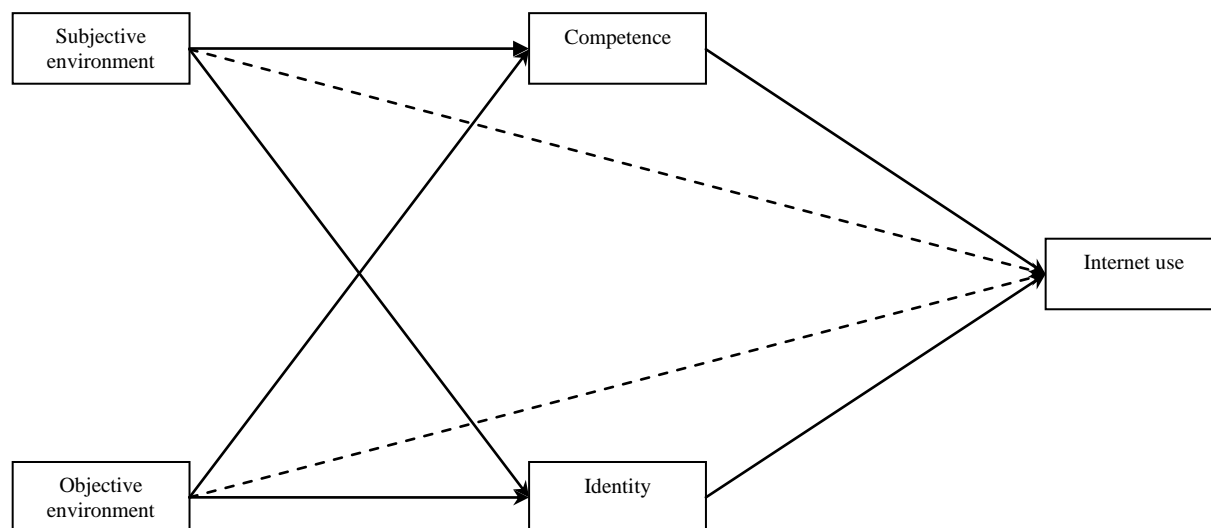 Subjective
environment
Competence
Internet use
Objective
environment
Identity